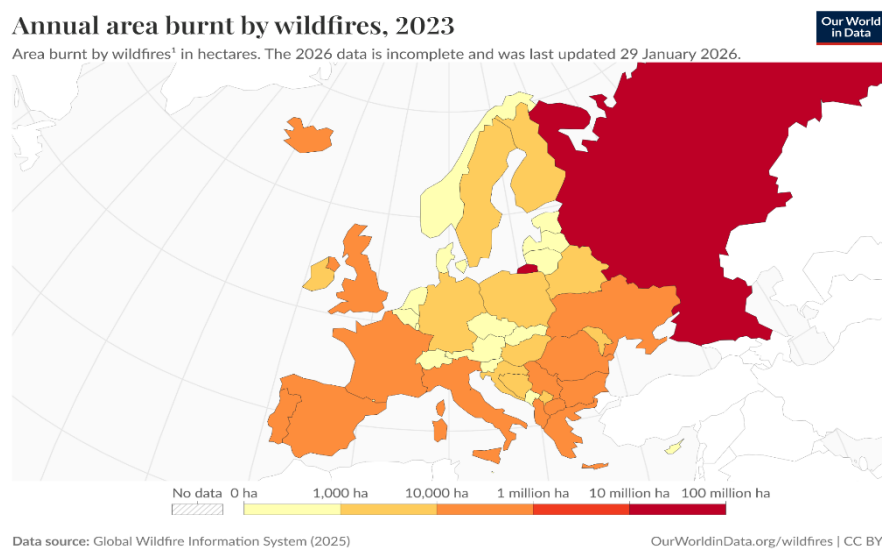 Annual area burnt by wildfires, 2023
Our World
in Data
Area burnt by wildfires¹ in hectares. The 2026 data is incomplete and was last updated 29 January 2026.
No data 0 ha 1,000 ha 10,000 ha 1 million ha 10 million ha 100 million ha
Data source: Global Wildfire Information System (2025) OurWorldinData.org/wildfires | CC BY